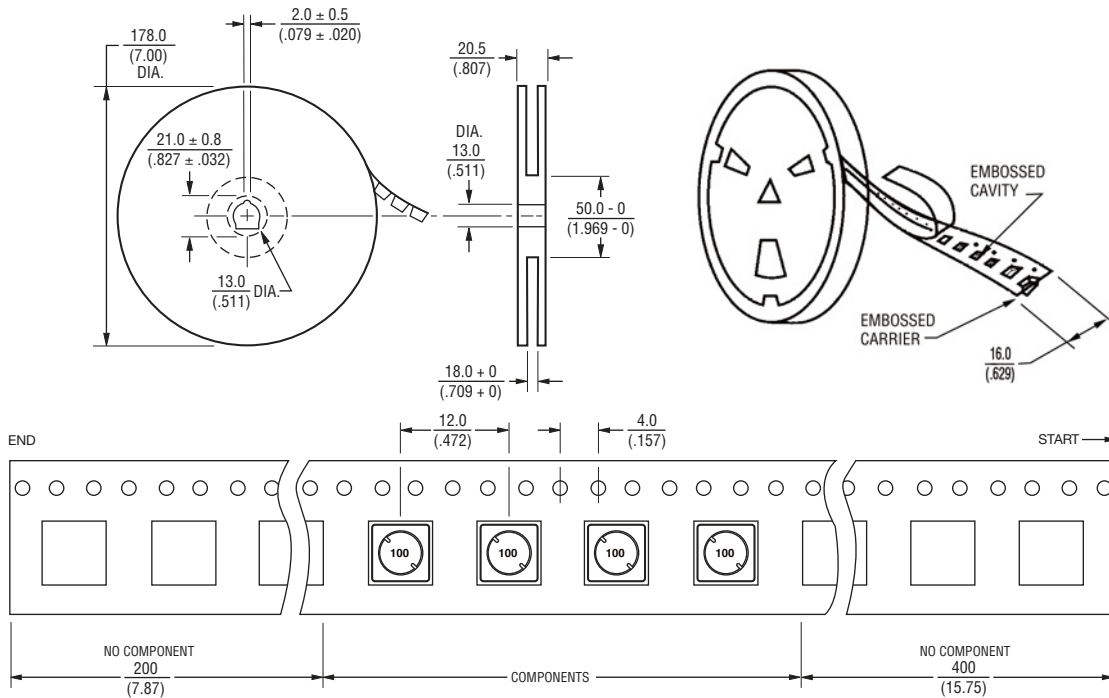 178.0
(7.00)
DIA.
2.0 ± 0.5
(.079 ± .020)
21.0 ± 0.8
(.827 ± .032)
13.0
(.511)
DIA.
20.5
(.807)
DIA.
13.0
(.511)
50.0 - 0
(1.969 - 0)
18.0 + 0
(.709 + 0)
EMBOSSED
CAVITY
EMBOSSED
CARRIER
16.0
(.629)
12.0
(.472)
4.0
(.157)
END
START
100
100
100
100
NO COMPONENT
200
(7.87)
COMPONENTS
NO COMPONENT
400
(15.75)